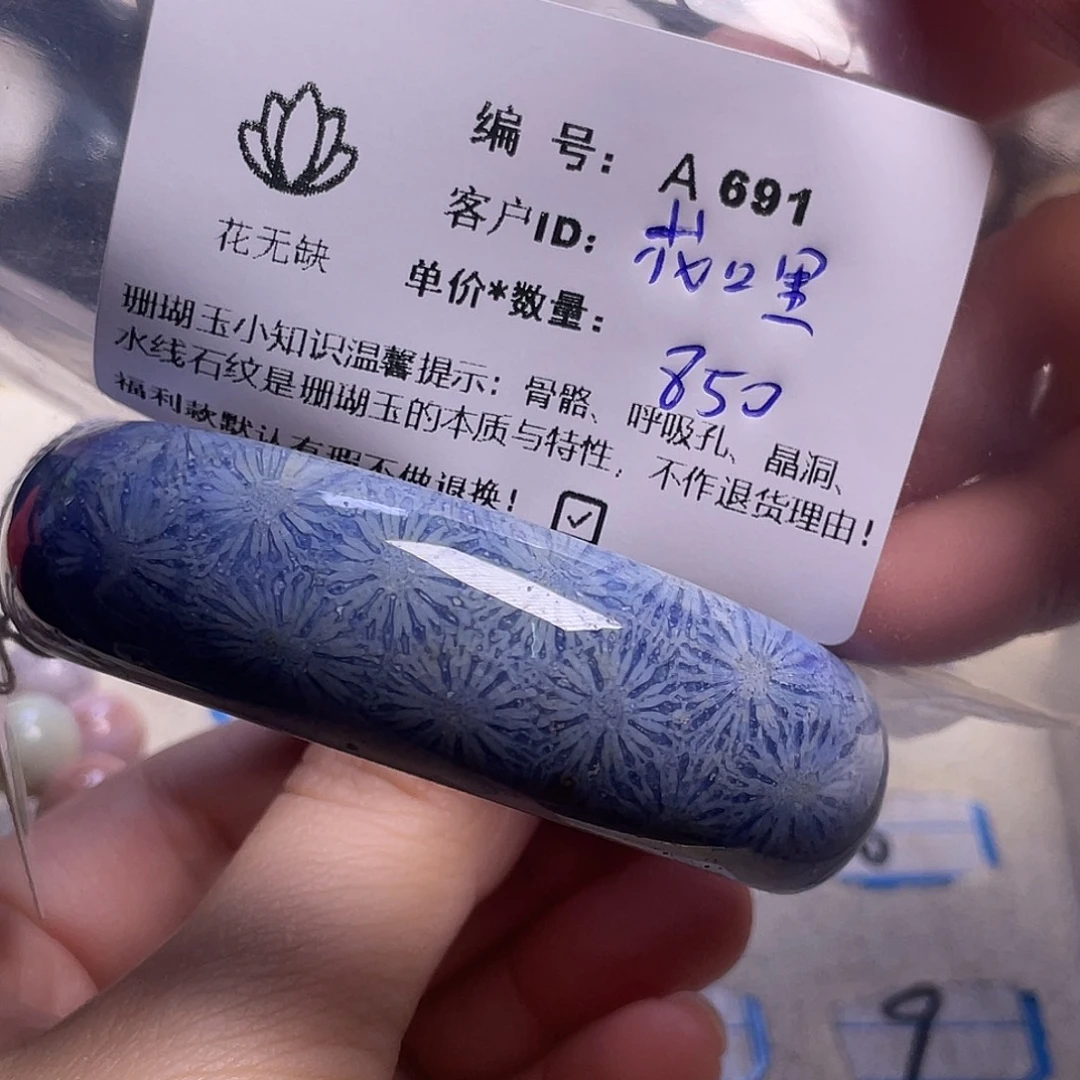 编 号: A 691
客户ID:
花无缺
单价*数量: 850
珊瑚玉小知识温馨提示:骨骼、呼吸孔、晶洞、
水线石纹是珊瑚玉的本质与特性,不作退货理由!
福利款默认有瑕不做退换!
9